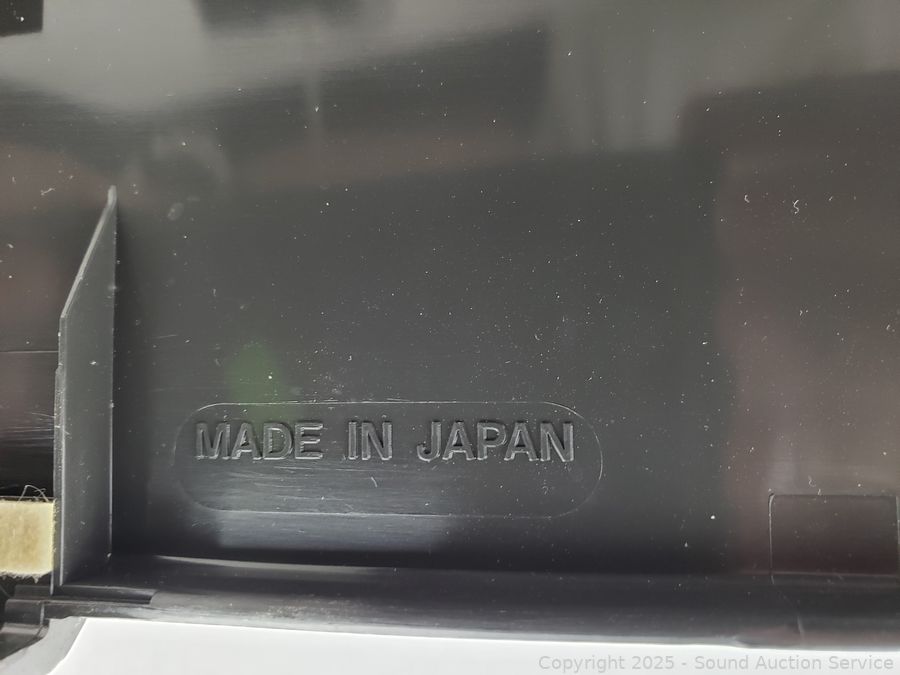 MADE IN JAPAN
Copyright 2025 - Sound Auction Service